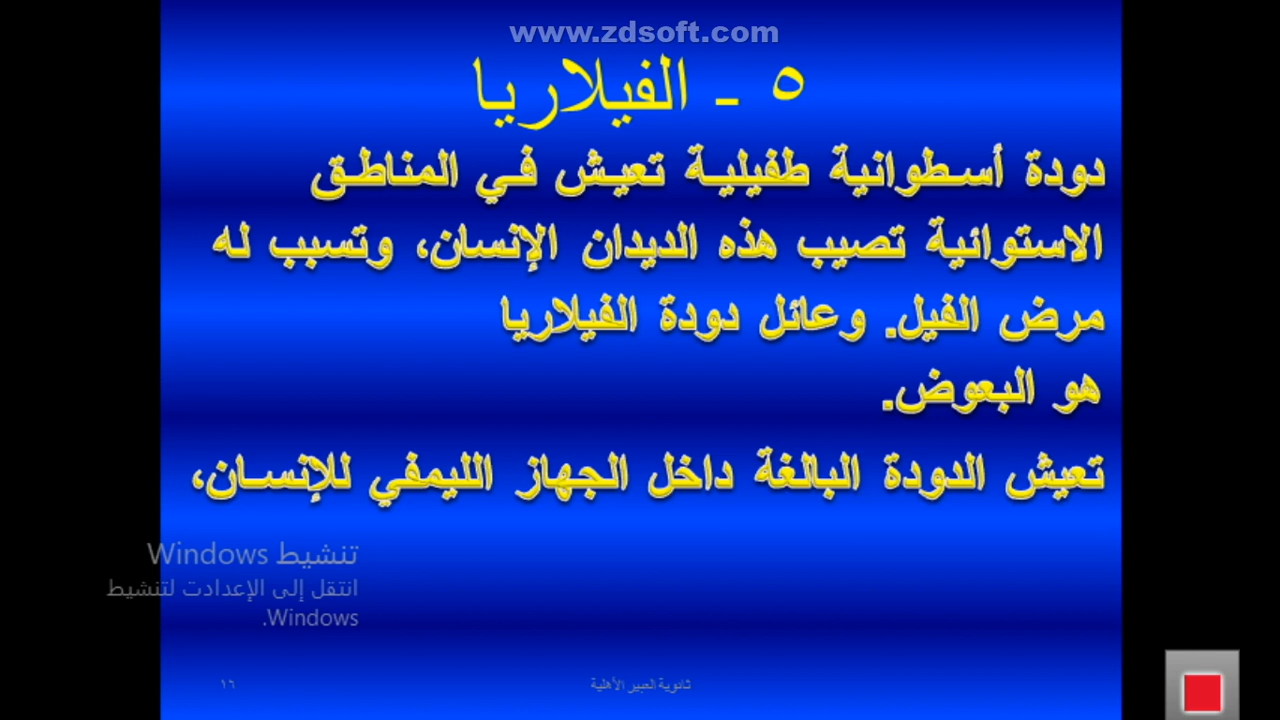 www.zdsoft.com
٥ - الفيلاريا
دودة أسطوانية طفيلية تعيش في المناطق
الاستوائية تصيب هذه الديدان الإنسان، وتسبب له
مرض الفيل. وعائل دودة الفيلاريا
هو البعوض.
تعيش الدودة البالغة داخل الجهاز الليمفي للإنسان،
تنشيط Windows
انتقل إلى الإعدادت لتنشيط
Windows.
ثانوية العبير الأهلية
١٦